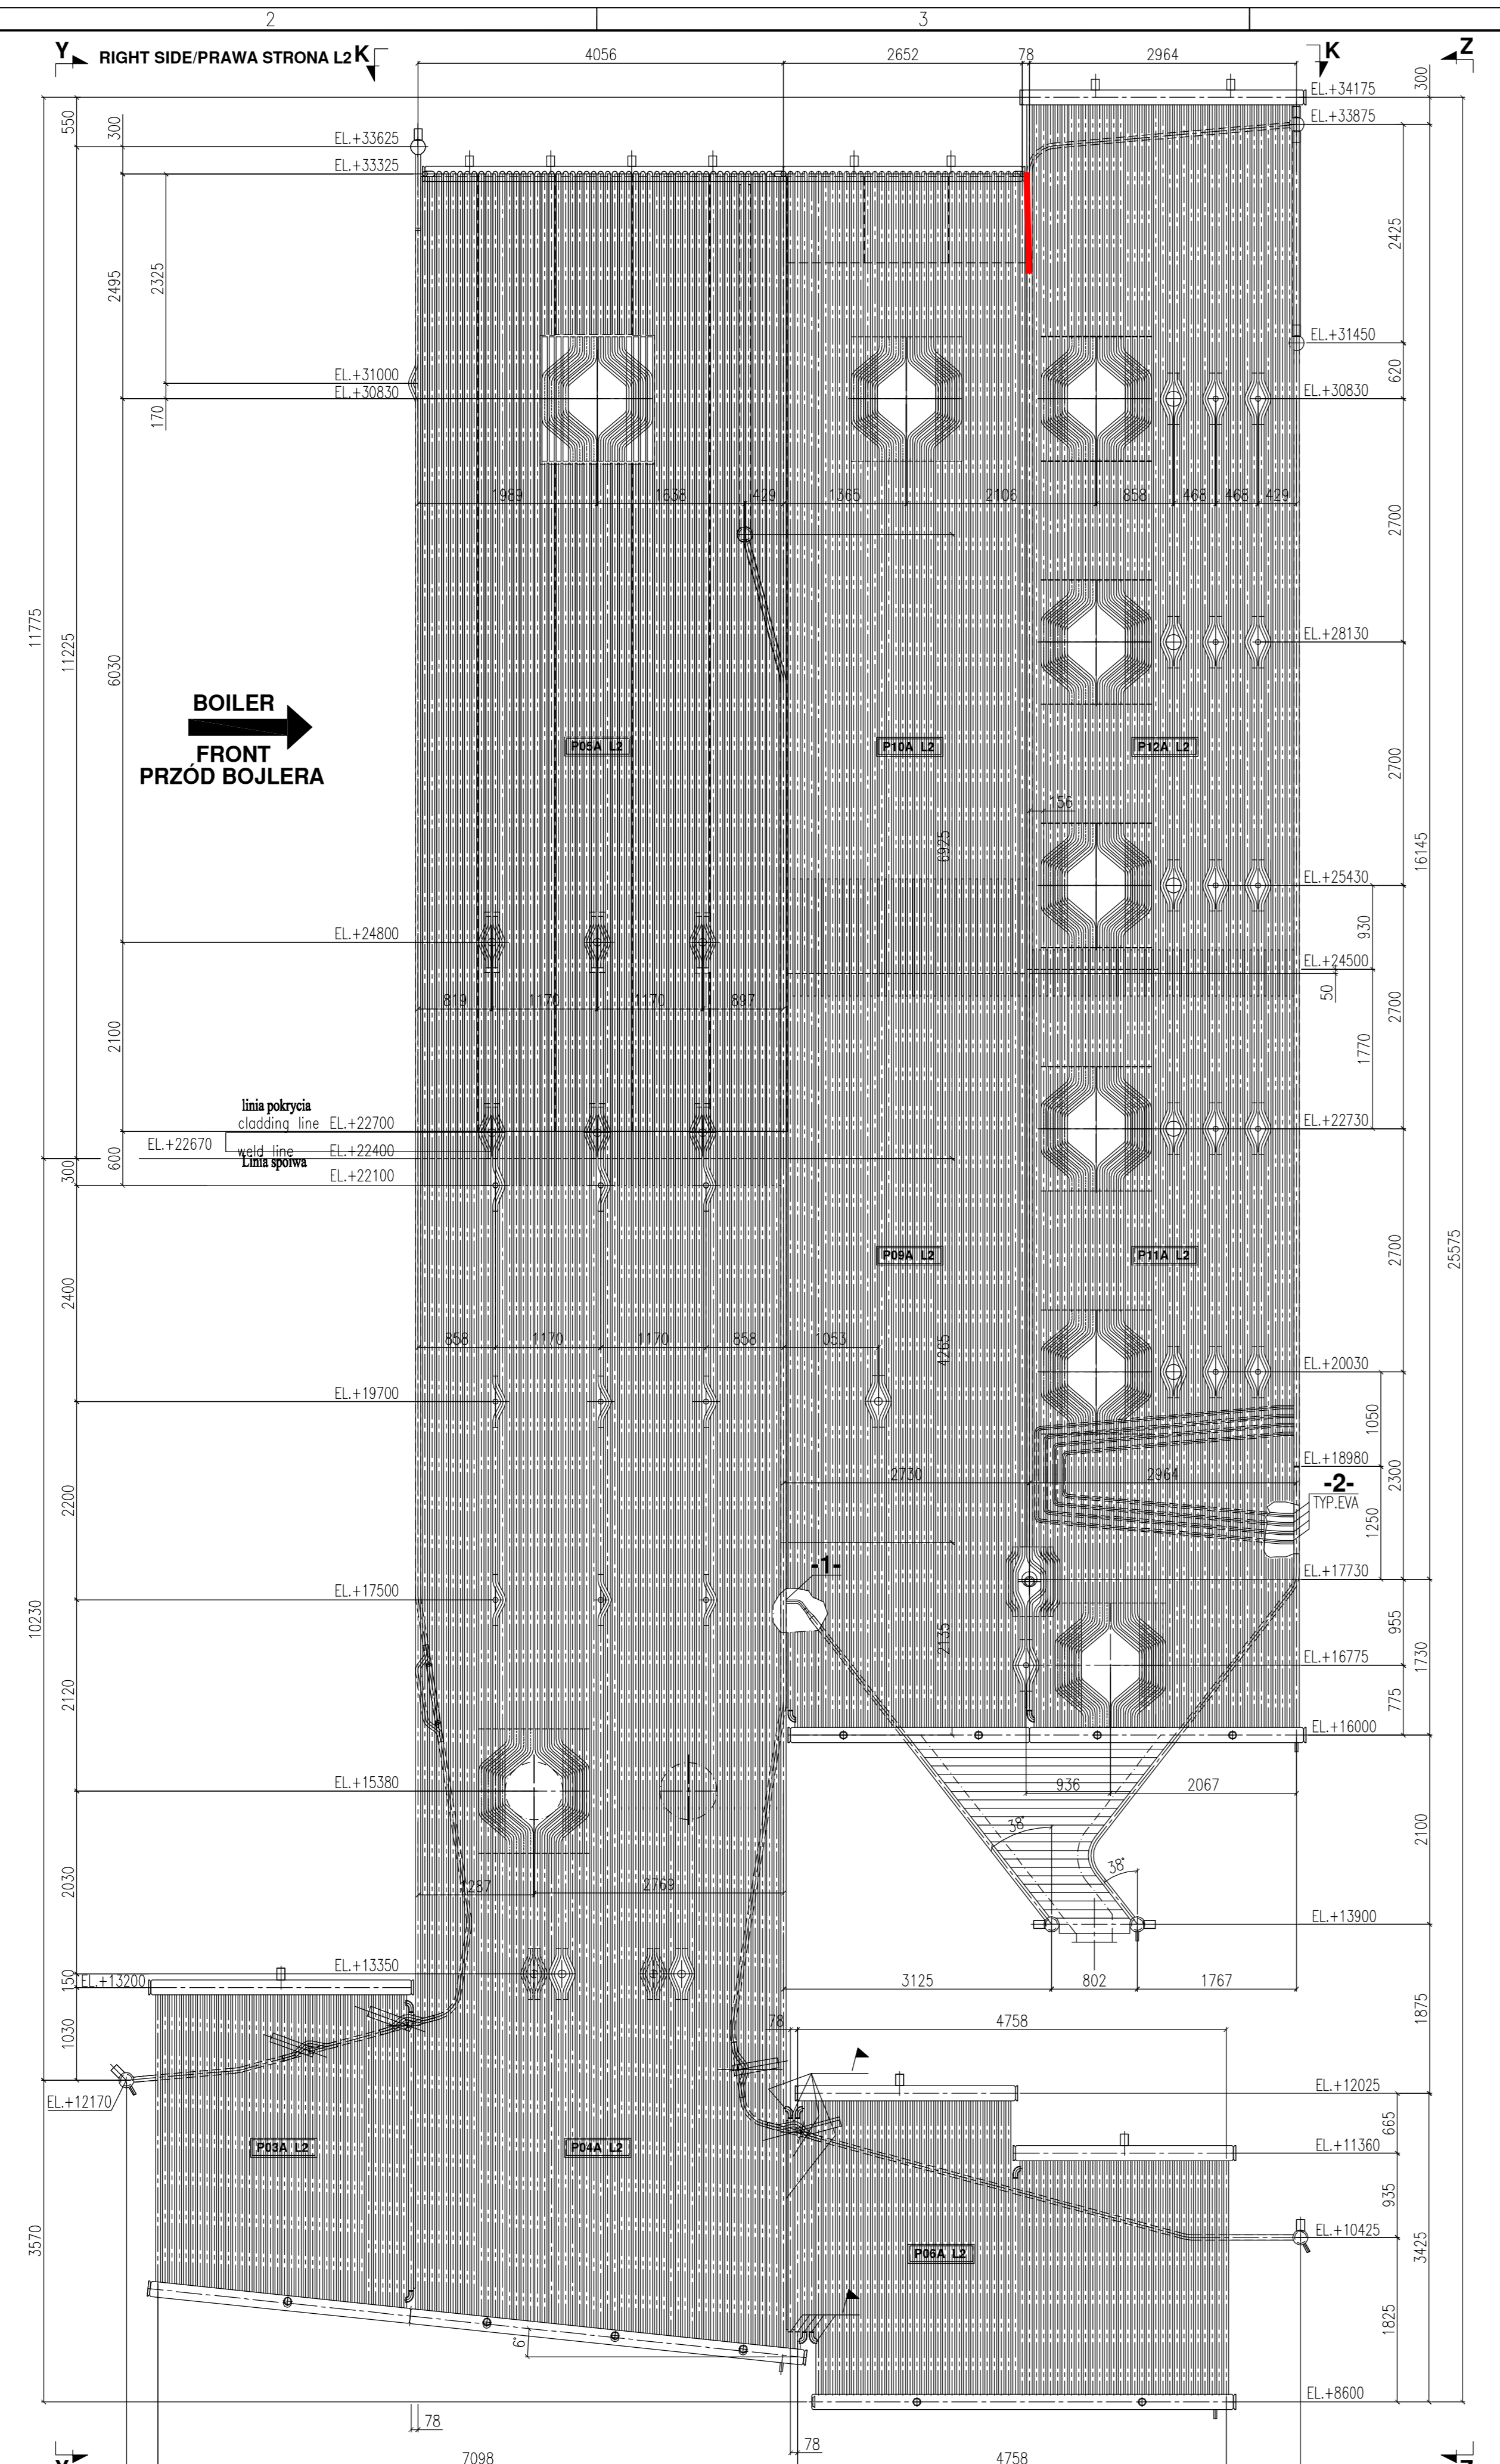 2
3
Y
RIGHT SIDE/PRAWA STRONA L2
K
4056
2652
78
2964
K
Z
300
EL.+34175
550
300
EL.+33875
EL.+33625
EL.+33325
2425
2495
2325
EL.+31450
620
EL.+31000
EL.+30830
EL.+30830
170
1989
1638
429
1365
2106
858
468
468
429
2700
11775
11225
6030
EL.+28130
BOILER
FRONT
PRZÓD BOJLERA
P05A L2
P10A L2
P12A L2
2700
156
6925
16145
EL.+25430
930
EL.+24800
EL.+24500
50
819
1170
1170
897
2700
2100
1770
linia pokrycia
cladding line EL.+22700
EL.+22670
weld line EL.+22400
Linia spoiwa
600
300
EL.+22100
EL.+22730
P09A L2
P11A L2
2700
25575
2400
858
1170
1170
858
1053
4265
EL.+20030
EL.+19700
1050
EL.+18980
2730
2964
2300
-2-
TYP.EVA
2200
1250
-1-
EL.+17730
EL.+17500
10230
2135
955
EL.+16775
1730
2120
775
EL.+16000
EL.+15380
936
2067
2100
38°
38°
2030
1287
2769
EL.+13900
EL.+13350
150
EL.+13200
3125
802
1767
1875
1030
78
4758
EL.+12025
EL.+12170
665
P03A L2
P04A L2
EL.+11360
935
EL.+10425
3570
P06A L2
3425
1825
6°
EL.+8600
78
78
7098
4758
Y
Z